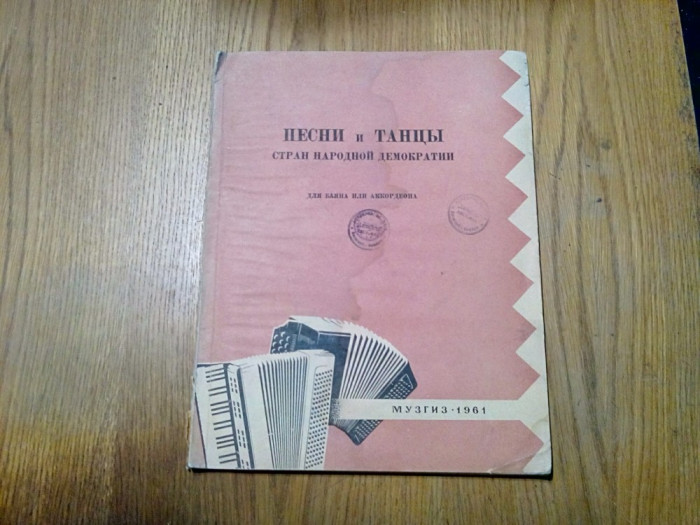 ПЕСНИ и ТАНЦЫ
СТРАН НАРОДНОЙ ДЕМОКРАТИИ
ДЛЯ БАЯНА ИЛИ АККОРДЕОНА
МУЗГИЗ·1961